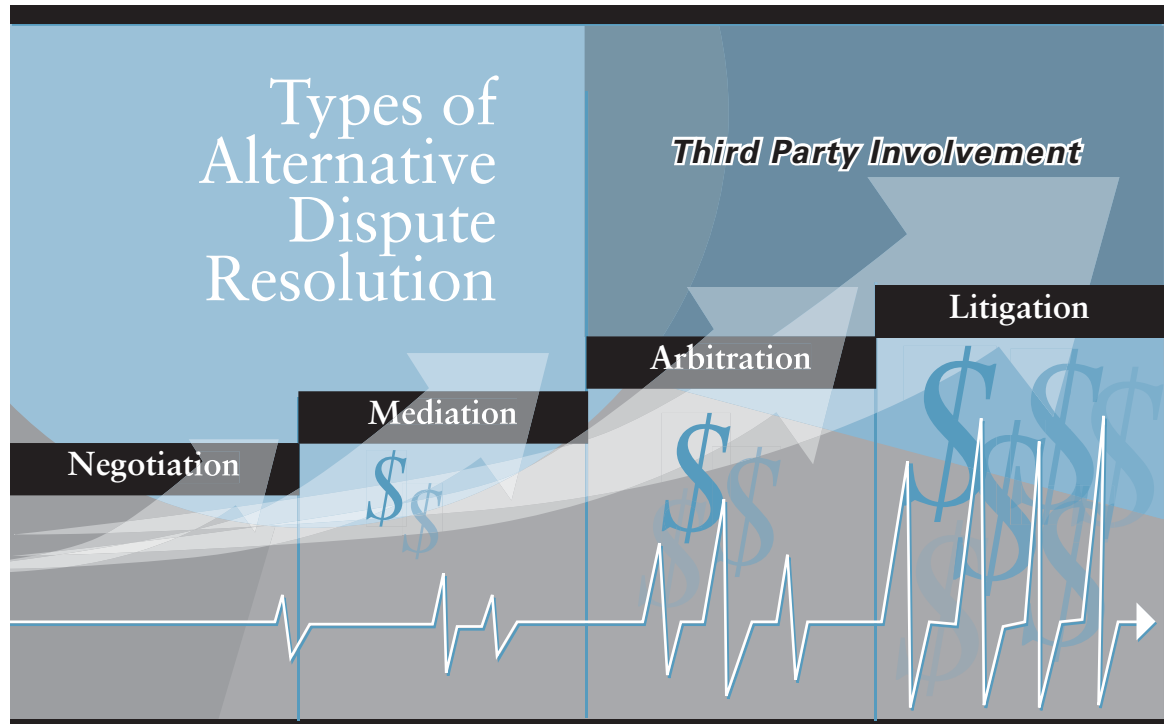 Types of
Alternative
Dispute
Resolution
Third Party Involvement
Negotiation
Mediation
Arbitration
Litigation
$
$
$
$
$
$
$
$
$
$
$